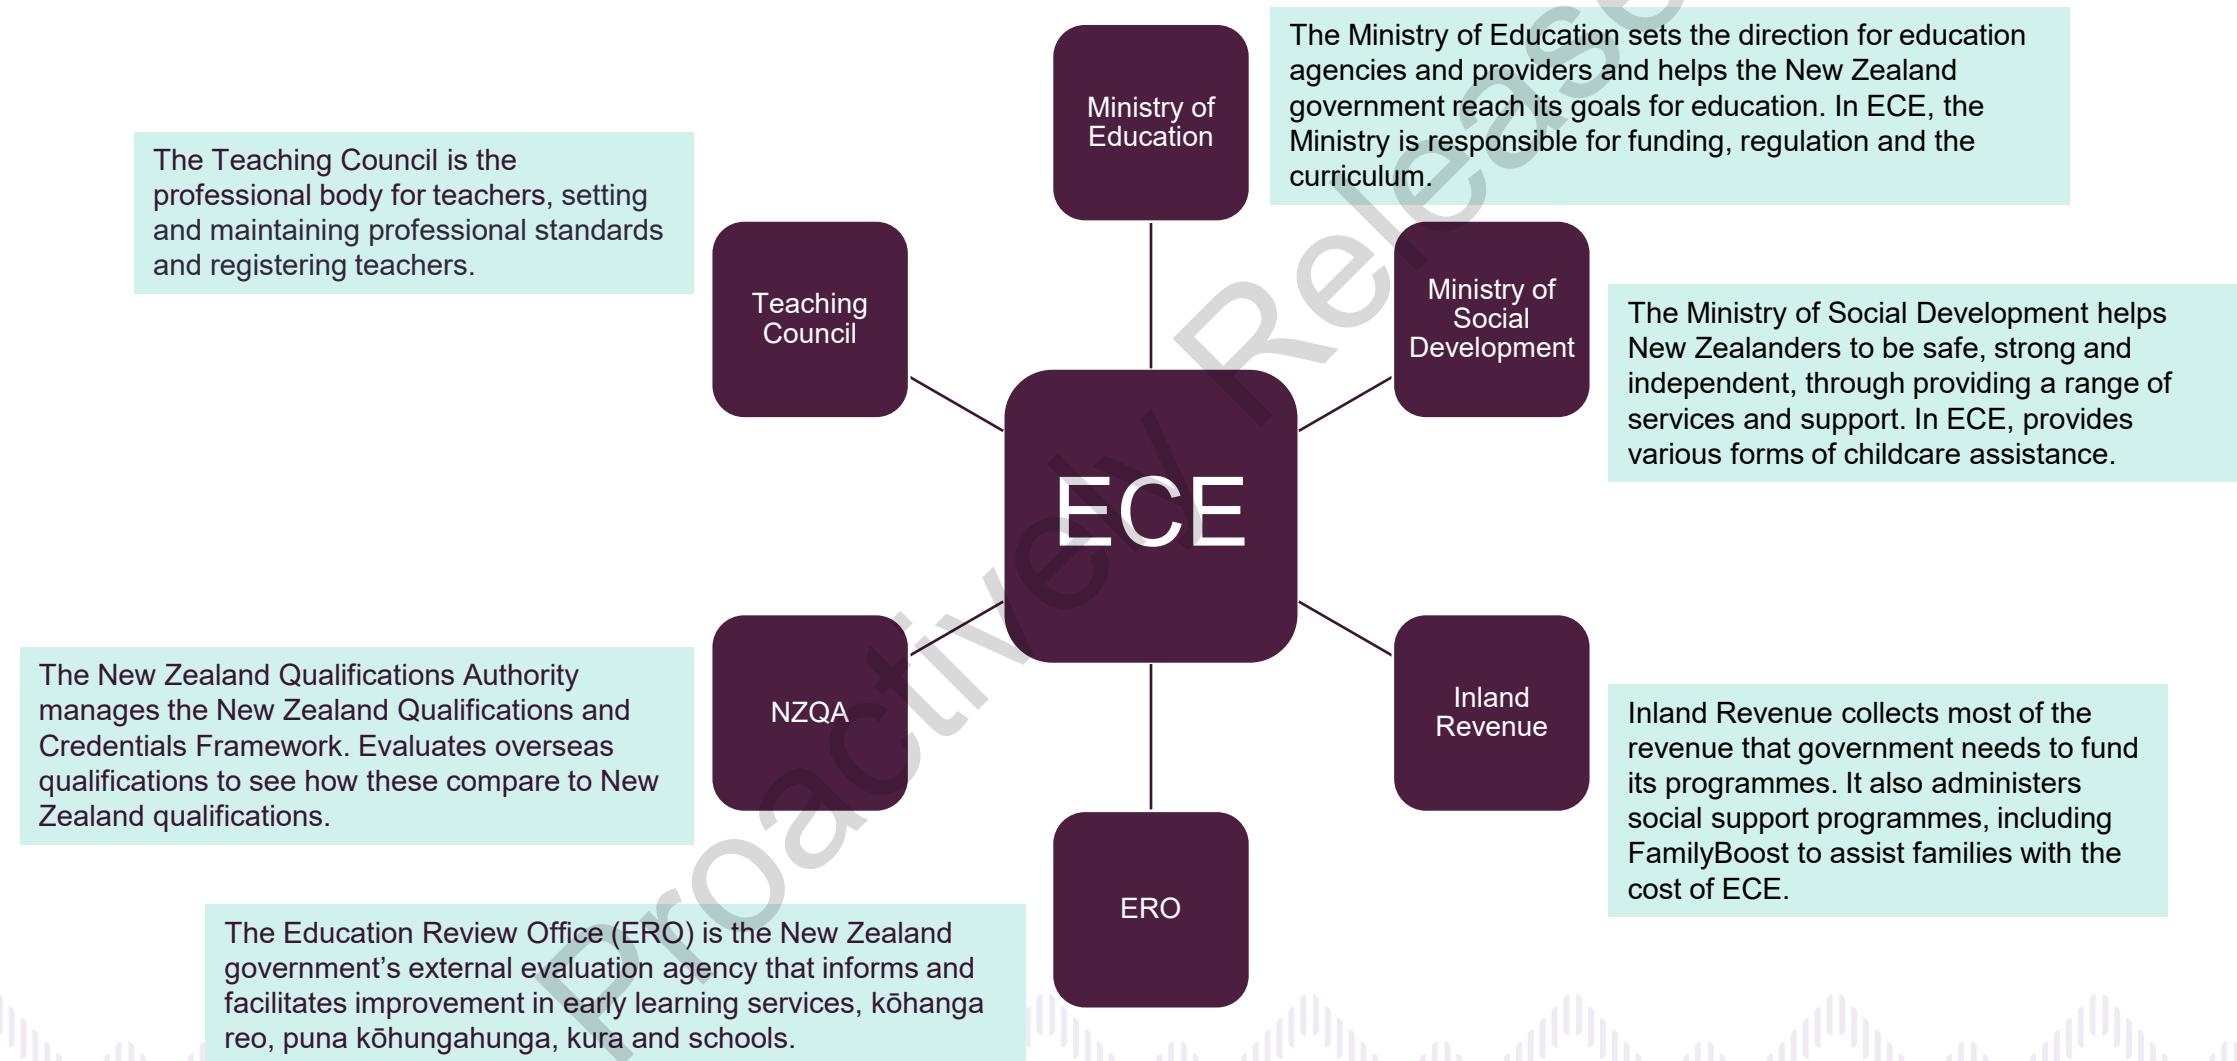 Ministry of
Education
The Ministry of Education sets the direction for education
agencies and providers and helps the New Zealand
government reach its goals for education. In ECE, the
Ministry is responsible for funding, regulation and the
curriculum.
The Teaching Council is the
professional body for teachers, setting
and maintaining professional standards
and registering teachers.
Teaching
Council
Ministry of
Social
Development
The Ministry of Social Development helps
New Zealanders to be safe, strong and
independent, through providing a range of
services and support. In ECE, provides
various forms of childcare assistance.
ECE
The New Zealand Qualifications Authority
manages the New Zealand Qualifications and
Credentials Framework. Evaluates overseas
qualifications to see how these compare to New
Zealand qualifications.
NZQA
Inland
Revenue
Inland Revenue collects most of the
revenue that government needs to fund
its programmes. It also administers
social support programmes, including
FamilyBoost to assist families with the
cost of ECE.
ERO
The Education Review Office (ERO) is the New Zealand
government’s external evaluation agency that informs and
facilitates improvement in early learning services, kōhanga
reo, puna kōhungahunga, kura and schools.
Proactively Release